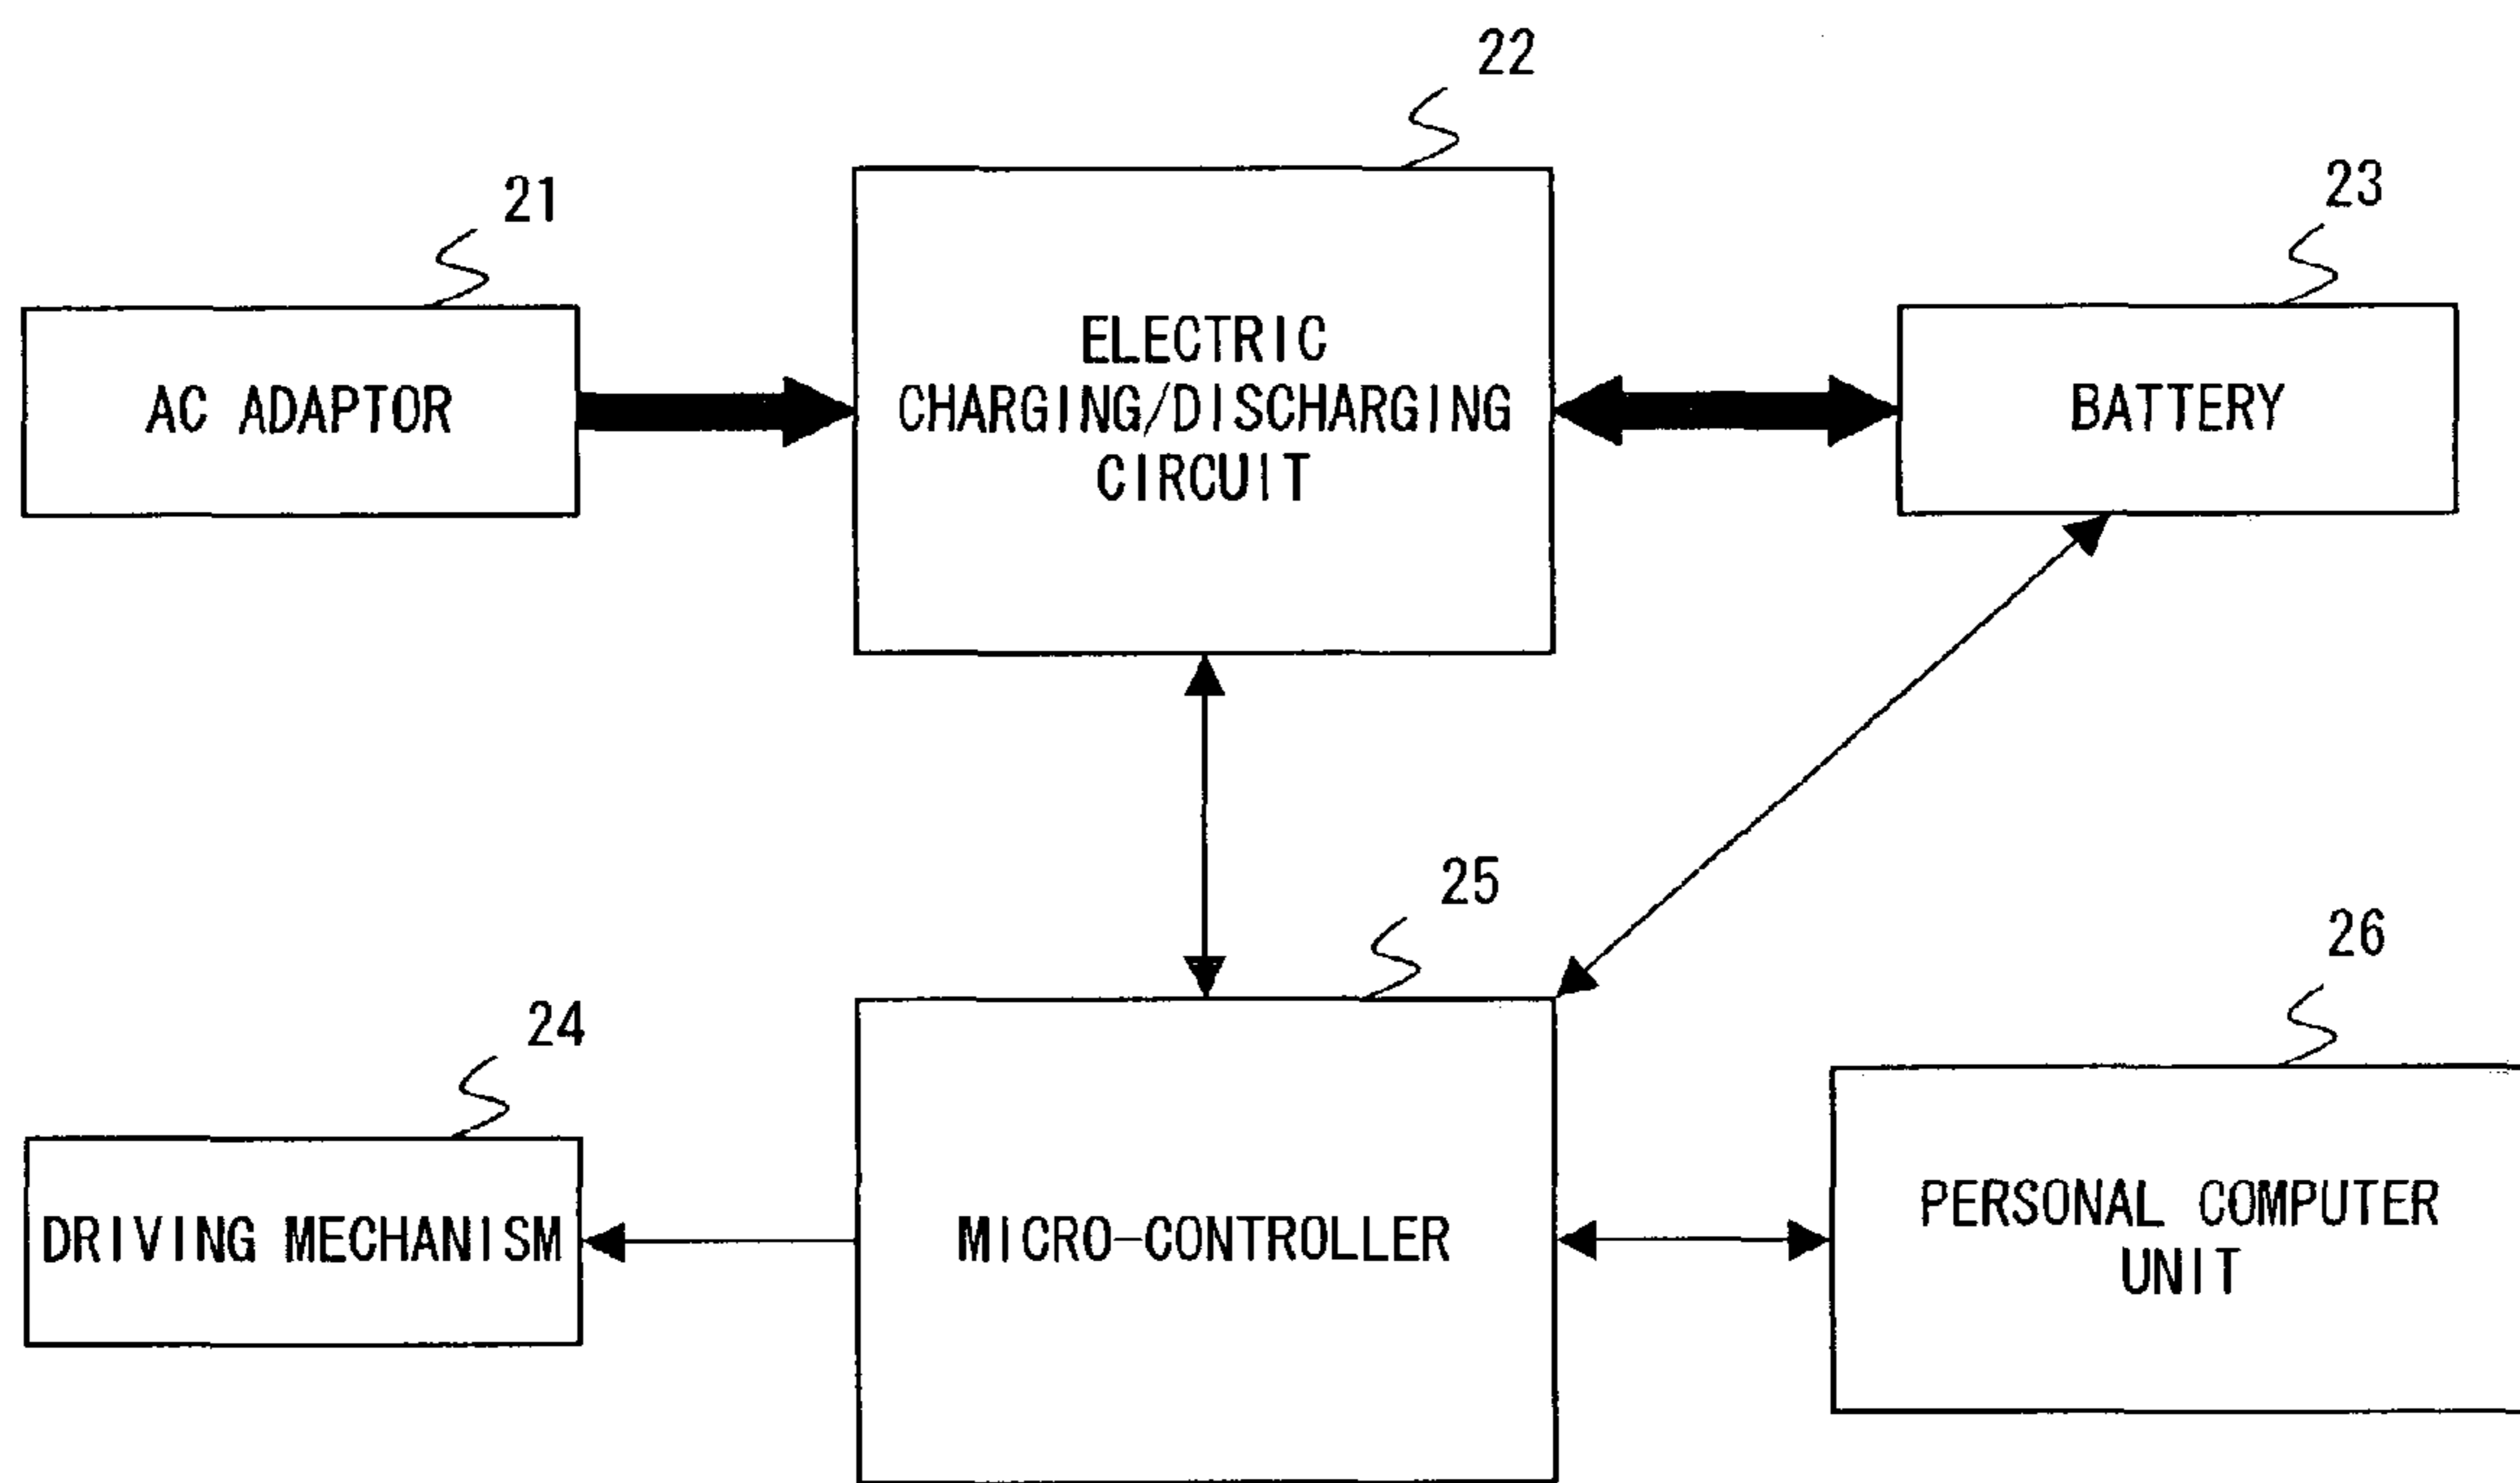 22
21
23
ELECTRIC
CHARGING/DISCHARGING
CIRCUIT
AC ADAPTOR
BATTERY
25
26
24
DRIVING MECHANISM
MICRO-CONTROLLER
PERSONAL COMPUTER
UNIT